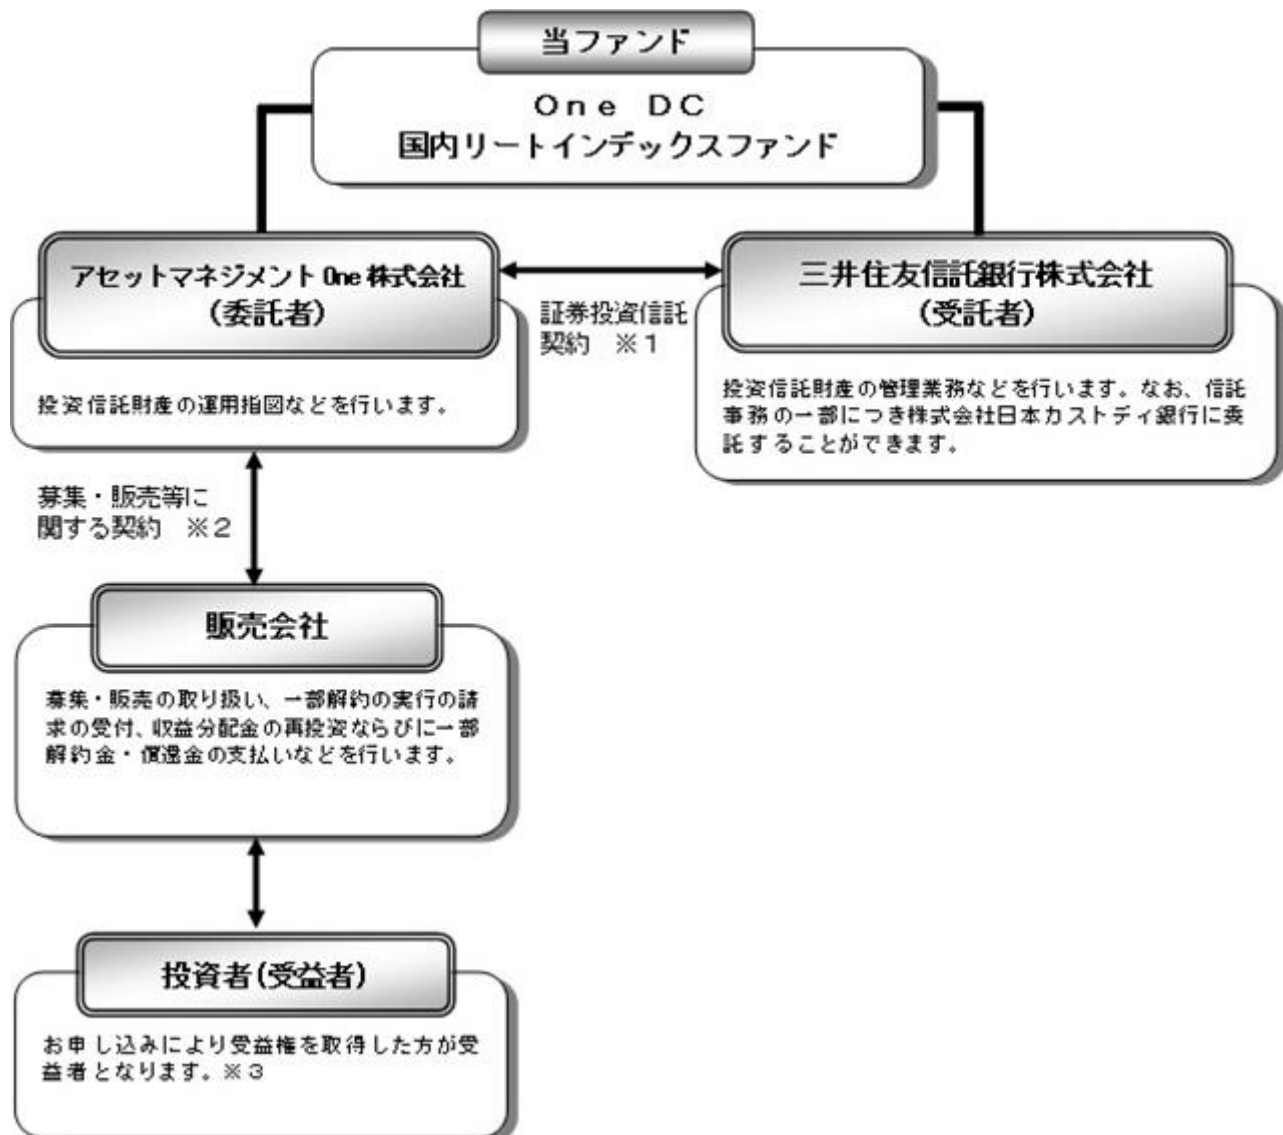 当ファンド
One DC
国内リートインデックスファンド
アセットマネジメントOne株式会社
(委託者)
投資信託財産の運用指図などを行います。
証券投資信託
契約 ※1
三井住友信託銀行株式会社
(受託者)
投資信託財産の管理業務などを行います。なお、信託
事務の一部につき株式会社日本カストディ銀行に委
託することができます。
募集・販売等に
関する契約 ※2
販売会社
募集・販売の取り扱い、一部解約の実行の請
求の受付、収益分配金の再投資ならびに一部
解約金・償還金の支払いなどを行います。
投資者(受益者)
お申し込みにより受益権を取得した方が受
益者となります。※3